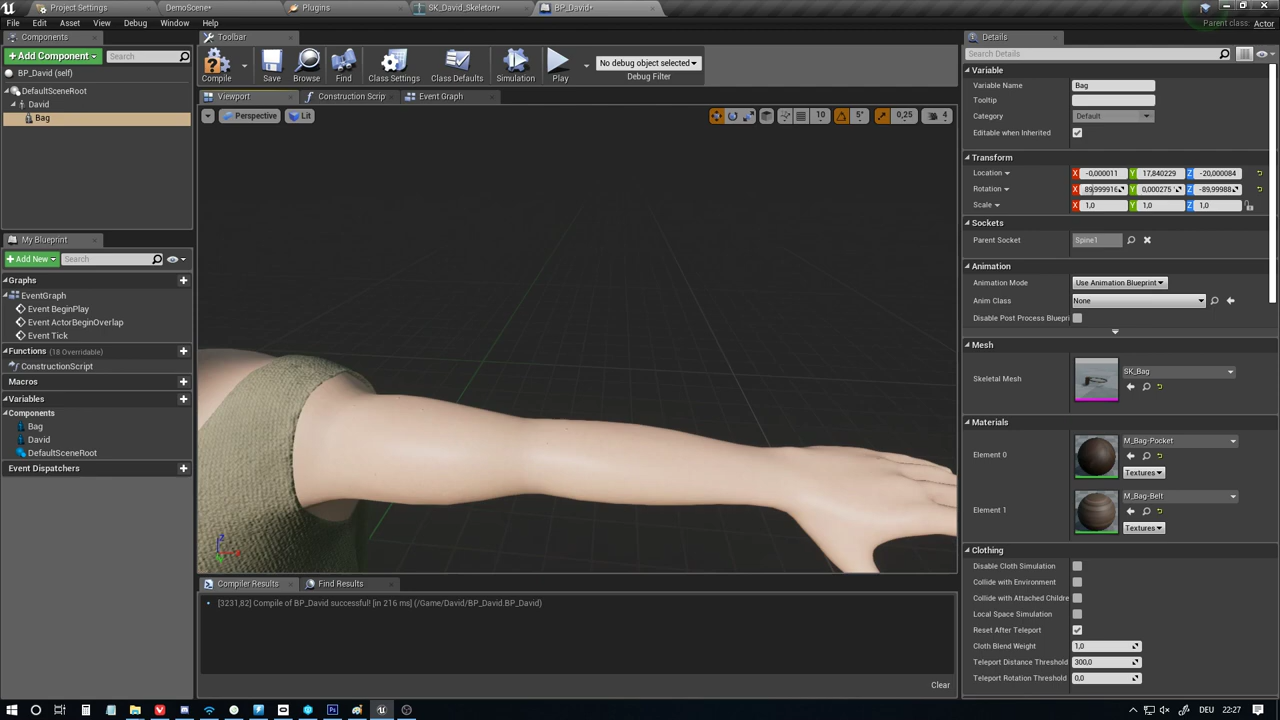 Project Settings
DemoScene*
Plugins
SK_David_Skeleton*
BP_David*
File Edit Asset View Debug Window Help
Parent class: Actor
Components
+ Add Component
Search
BP_David (self)
DefaultSceneRoot
David
Bag
My Blueprint
+ Add New
Search
Graphs
EventGraph
Event BeginPlay
Event ActorBeginOverlap
Event Tick
Functions (18 Overridable)
ConstructionScript
Macros
Variables
Components
Bag
David
DefaultSceneRoot
Event Dispatchers
Toolbar
Compile
Save
Browse
Find
Class Settings
Class Defaults
Simulation
Play
No debug object selected
Debug Filter
Viewport
Construction Scrip
Event Graph
Perspective
Lit
10
5°
0,25
4
Compiler Results
Find Results
[3231,82] Compile of BP_David successful! [in 216 ms] (/Game/David/BP_David.BP_David)
Clear
Details
Search Details
Variable
Variable Name Bag
Tooltip
Category Default
Editable when Inherited
Transform
Location X -0,000011 Y 17,840229 Z -20,000084
Rotation X 89,999916 Y 0,000275 ° Z -89,99988
Scale X 1,0 Y 1,0 Z 1,0
Sockets
Parent Socket Spine1
Animation
Animation Mode Use Animation Blueprint
Anim Class None
Disable Post Process Bluepri
Mesh
Skeletal Mesh SK_Bag
Materials
Element 0 M_Bag-Pocket
Textures
Element 1 M_Bag-Belt
Textures
Clothing
Disable Cloth Simulation
Collide with Environment
Collide with Attached Childre
Local Space Simulation
Reset After Teleport
Cloth Blend Weight 1,0
Teleport Distance Threshold 300,0
Teleport Rotation Threshold 0,0
DEU 22:27